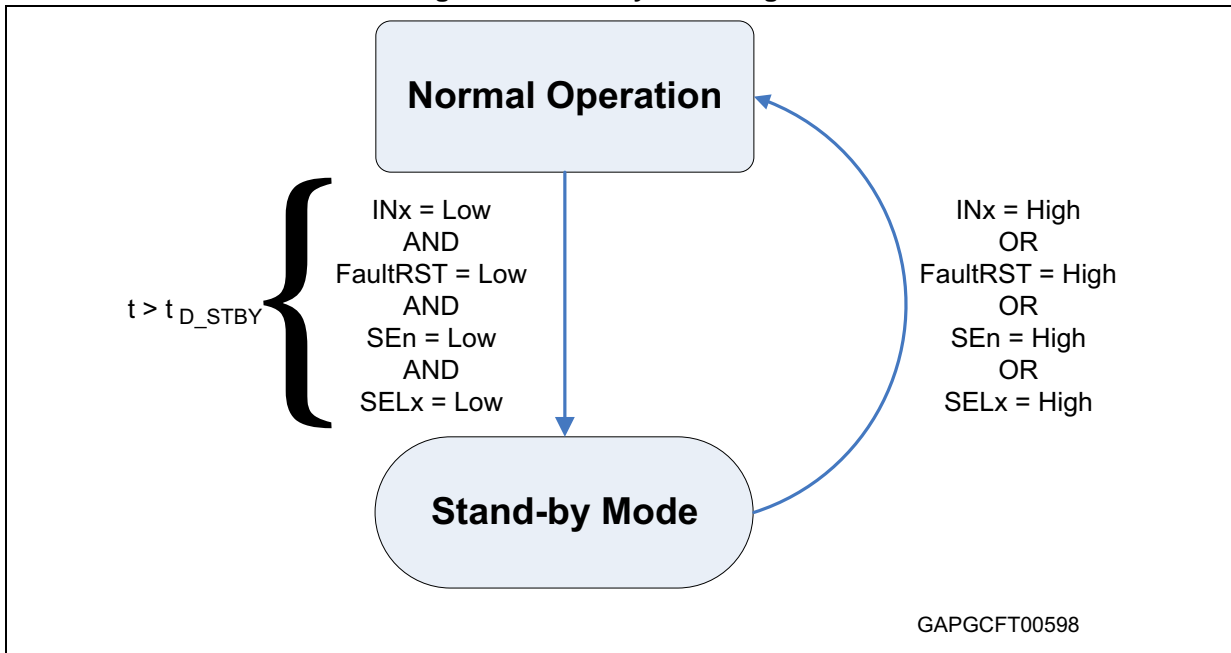 Normal Operation
INx = Low
AND
FaultRST = Low
AND
SEn = Low
AND
SELx = Low
t > t D_STBY
INx = High
OR
FaultRST = High
OR
SEn = High
OR
SELx = High
Stand-by Mode
GAPGCFT00598